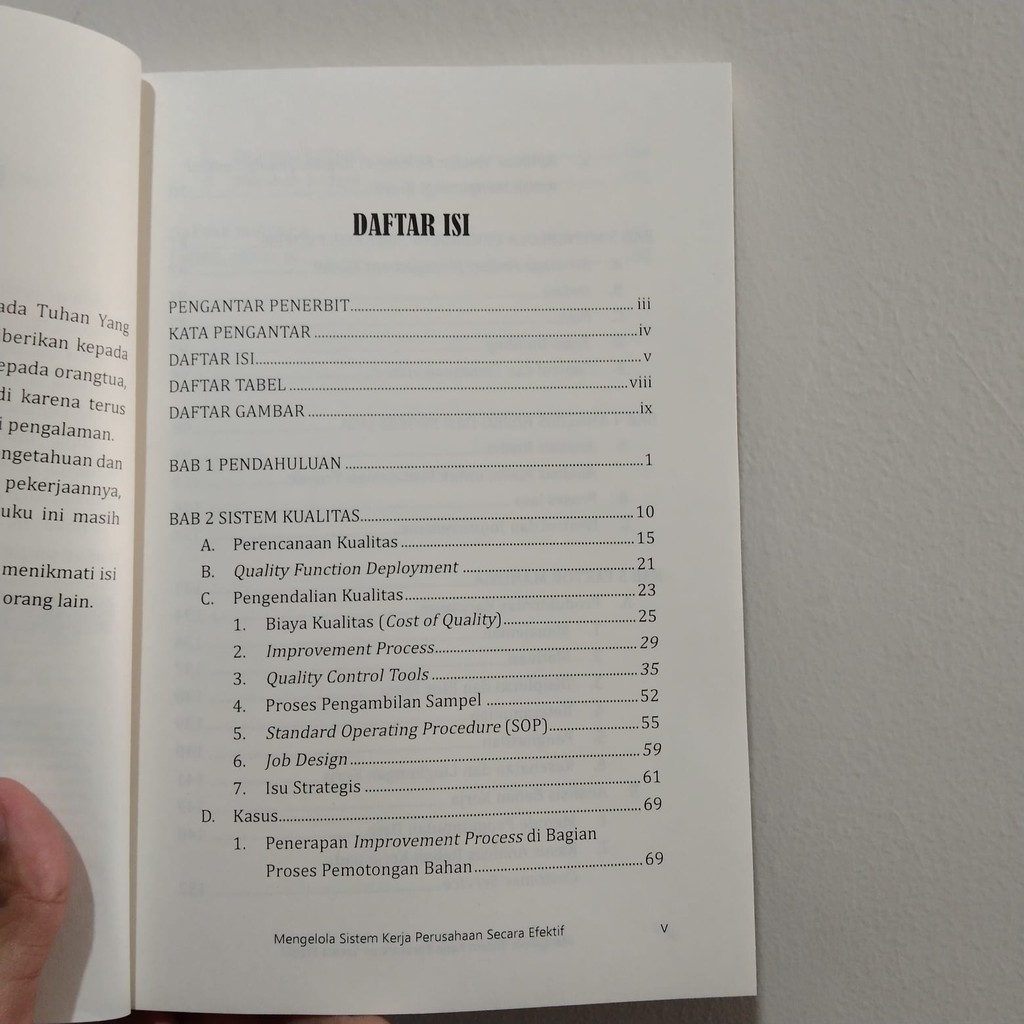 ada Tuhan Yang
berikan kepada
epada orangtua,
di karena terus
i pengalaman.
ngetahuan dan
pekerjaannya,
uku ini masih
menikmati isi
orang lain.
DAFTAR ISI
PENGANTAR PENERBIT................ iii
KATA PENGANTAR................iv
DAFTAR ISI................v
DAFTAR TABEL................viii
DAFTAR GAMBAR................ix
BAB 1 PENDAHULUAN................1
BAB 2 SISTEM KUALITAS................10
A. Perencanaan Kualitas................15
B. Quality Function Deployment................21
C. Pengendalian Kualitas................23
1. Biaya Kualitas (Cost of Quality)................25
2. Improvement Process................29
3. Quality Control Tools................35
4. Proses Pengambilan Sampel................52
5. Standard Operating Procedure (SOP)................55
6. Job Design................59
7. Isu Strategis................61
D. Kasus................69
1. Penerapan Improvement Process di Bagian
Proses Pemotongan Bahan................69
Mengelola Sistem Kerja Perusahaan Secara Efektif v